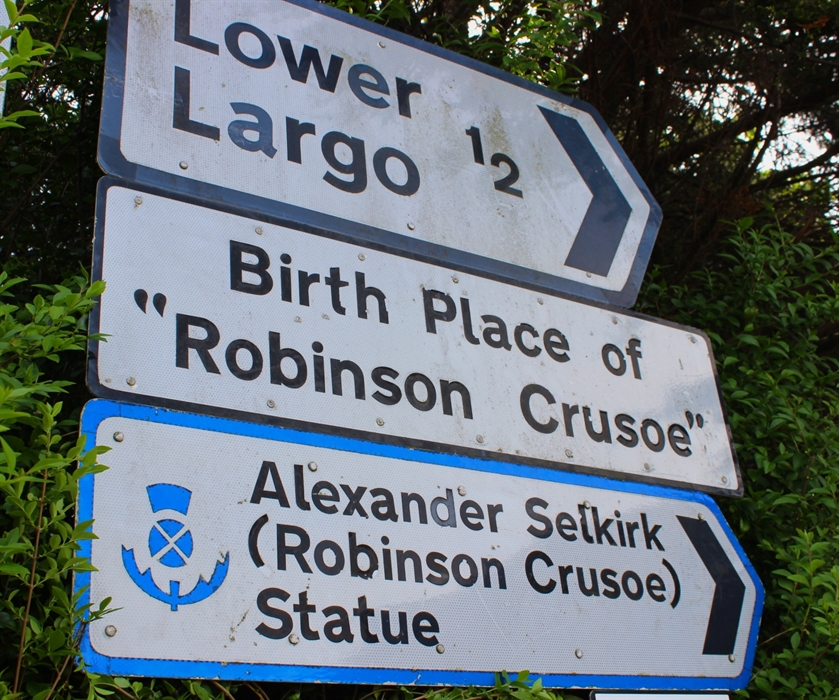 Lower
Largo ½
Birth Place of
"Robinson Crusoe"
Alexander Selkirk
(Robinson Crusoe)
Statue